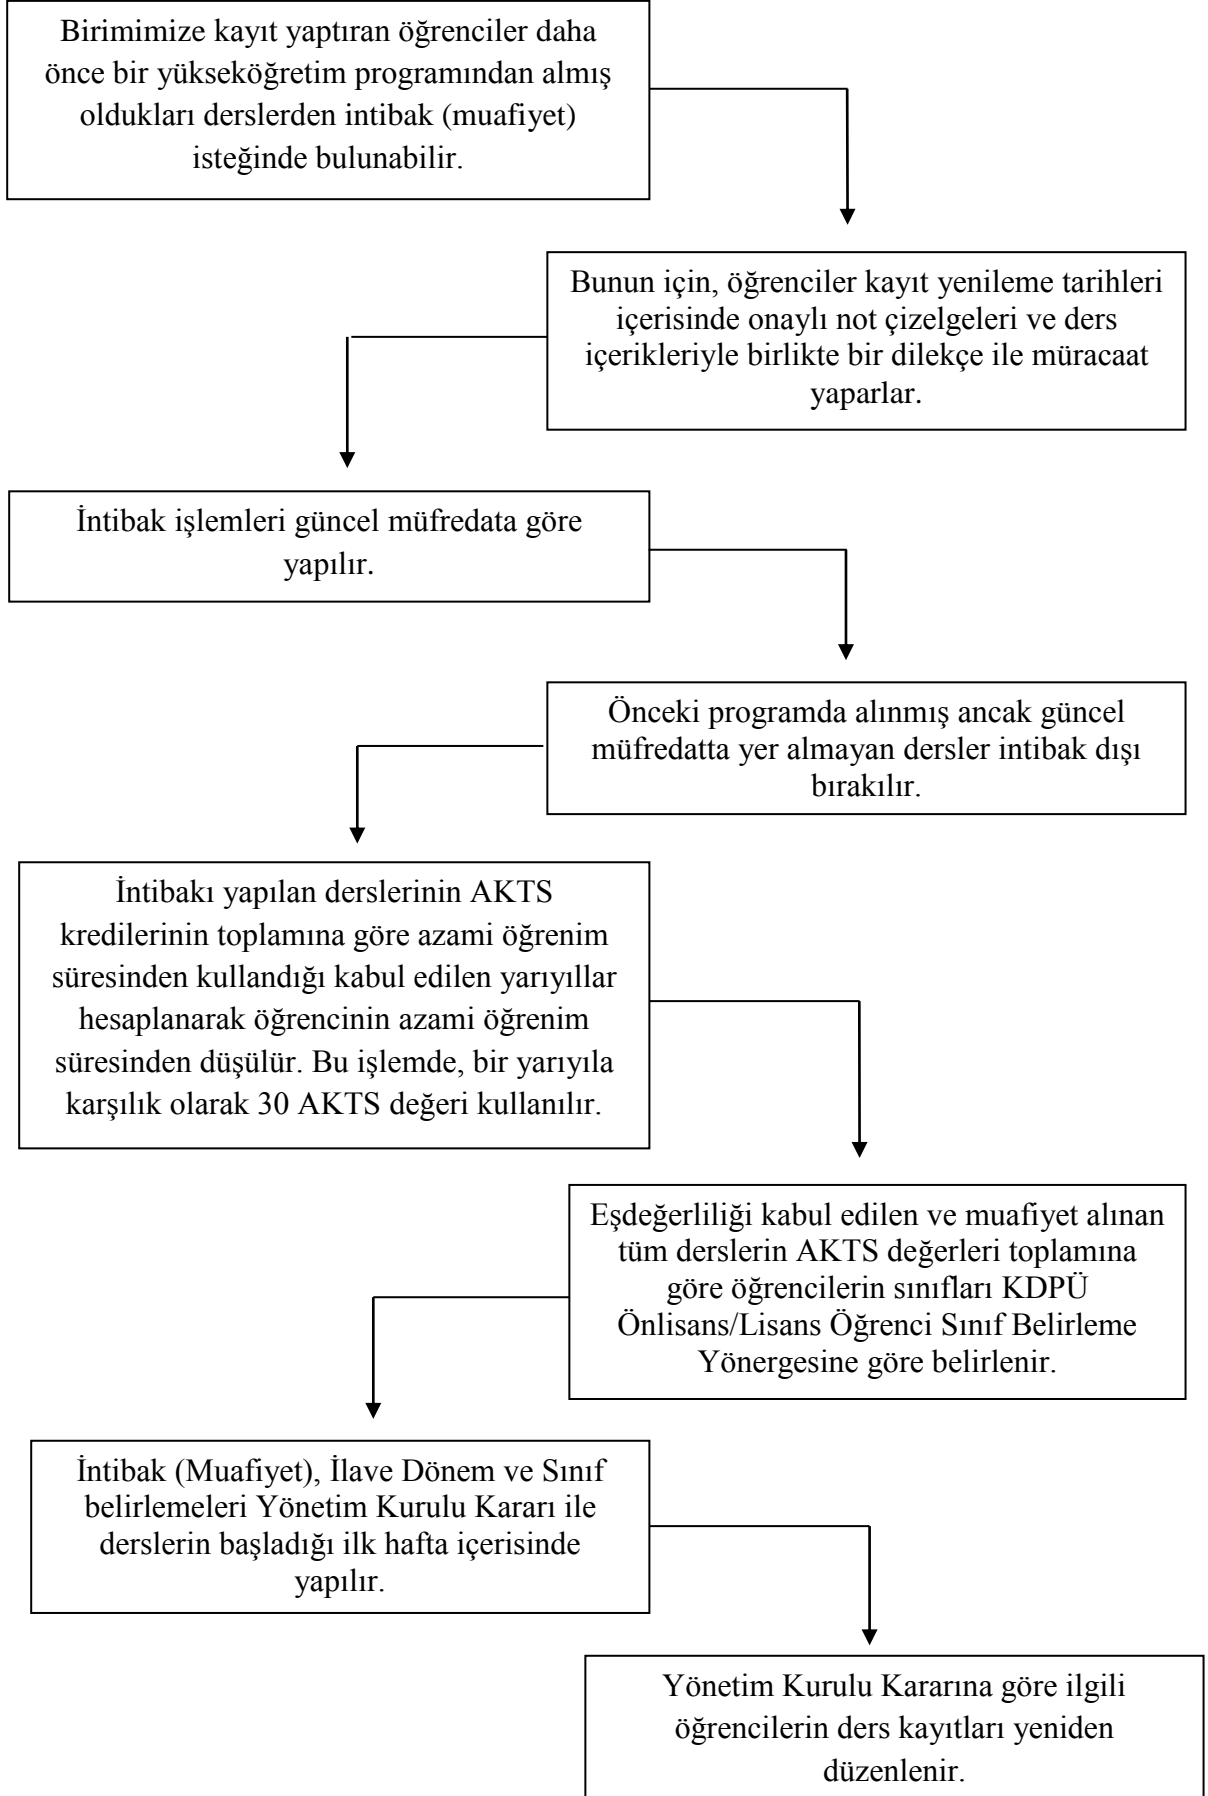 Birimimize kayıt yaptıran öğrenciler daha
önce bir yükseköğretim programından almış
oldukları derslerden intibak (muafiyet)
isteğinde bulunabilir.
Bunun için, öğrenciler kayıt yenileme tarihleri
içerisinde onaylı not çizelgeleri ve ders
içerikleriyle birlikte bir dilekçe ile müracaat
yaparlar.
İntibak işlemleri güncel müfredata göre
yapılır.
Önceki programda alınmış ancak güncel
müfredatta yer almayan dersler intibak dışı
bırakılır.
İntibakı yapılan derslerinin AKTS
kredilerinin toplamına göre azami öğrenim
süresinden kullandığı kabul edilen yarıyıllar
hesaplanarak öğrencinin azami öğrenim
süresinden düşülür. Bu işlemde, bir yarıyıla
karşılık olarak 30 AKTS değeri kullanılır.
Eşdeğerliliği kabul edilen ve muafiyet alınan
tüm derslerin AKTS değerleri toplamına
göre öğrencilerin sınıfları KDPÜ
Önlisans/Lisans Öğrenci Sınıf Belirleme
Yönergesine göre belirlenir.
İntibak (Muafiyet), İlave Dönem ve Sınıf
belirlemeleri Yönetim Kurulu Kararı ile
derslerin başladığı ilk hafta içerisinde
yapılır.
Yönetim Kurulu Kararına göre ilgili
öğrencilerin ders kayıtları yeniden
düzenlenir.